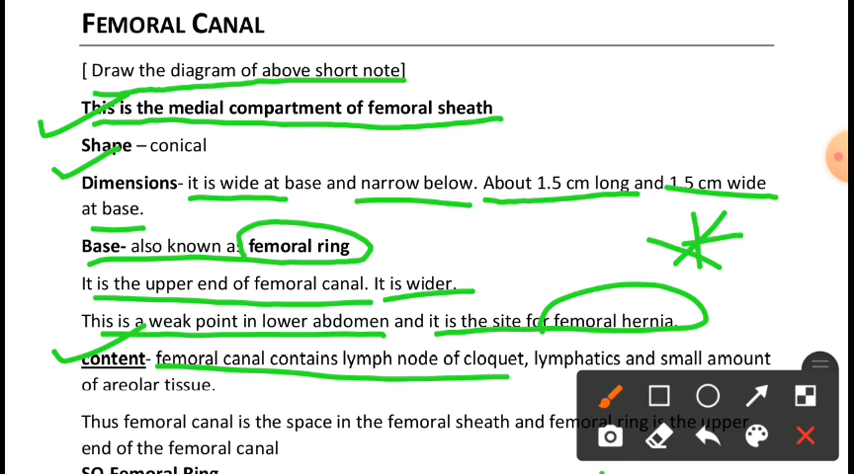 FEMORAL CANAL
[ Draw the diagram of above short note]
This is the medial compartment of femoral sheath
Shape – conical
Dimensions- it is wide at base and narrow below. About 1.5 cm long and 1.5 cm wide
at base.
Base- also known as femoral ring
It is the upper end of femoral canal. It is wider.
This is a weak point in lower abdomen and it is the site for femoral hernia.
content- femoral canal contains lymph node of cloquet, lymphatics and small amount
of areolar tissue.
Thus femoral canal is the space in the femoral sheath and femoral ring is the upper
end of the femoral canal
SQ-Femoral Ring